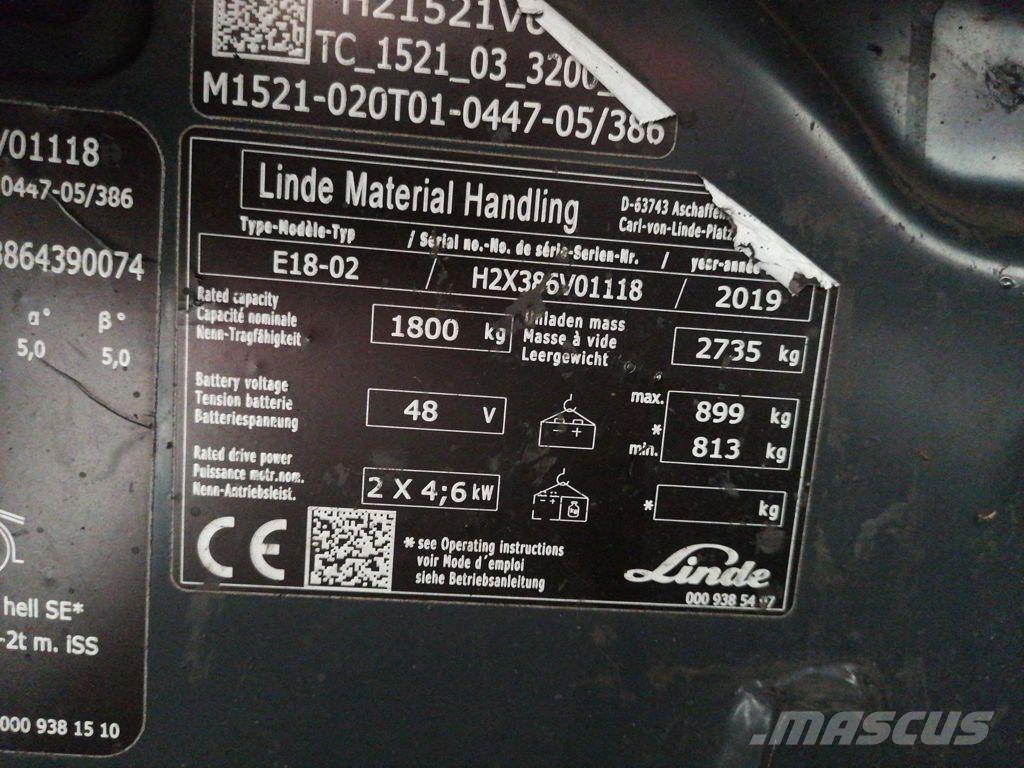 TC_1521_03_320
M1521-020T01-0447-05/386
/01118
0447-05/386
3864390074
α° β°
5,0 5,0
hell SE*
-2t m. iSS
000 938 15 10
Linde Material Handling
D-63743 Aschaffen
Carl-von-Linde-Platz
Type-Modèle-Typ / Serial no.-No. de série-Serien-Nr. / year-année
E18-02 / H2X386V01118 / 2019
Rated capacity
Capacité nominale
Nenn-Tragfähigkeit
1800 kg
Unladen mass
Masse à vide
Leergewicht
2735 kg
Battery voltage
Tension batterie
Batteriespannung
48 V
- +
max. 899 kg
*
min. 813 kg
Rated drive power
Puissance motr.nom.
Nenn-Antriebsleist.
2 X 4;6 kW
- +
kg
* kg
CE
* see Operating instructions
voir Mode d'emploi
siehe Betriebsanleitung
Linde
000 938 54
MASCUS